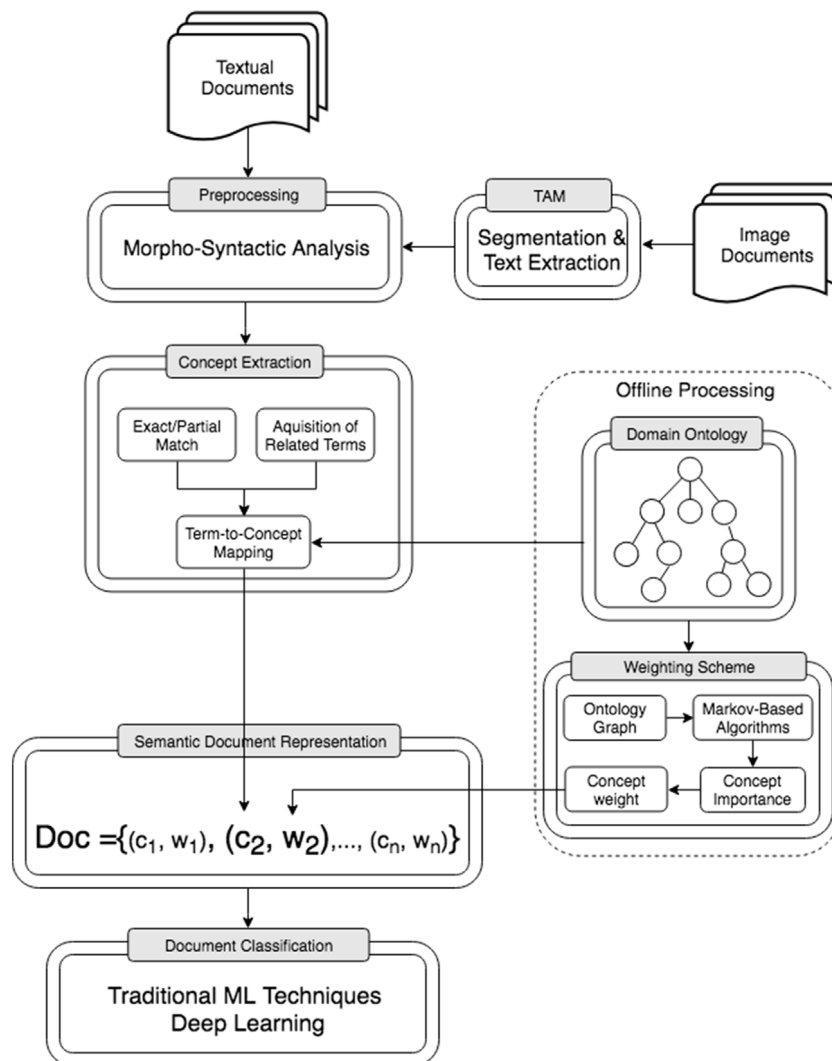 Textual
Documents
Preprocessing
Morpho-Syntactic Analysis
TAM
Segmentation &
Text Extraction
Image
Documents
Concept Extraction
Exact/Partial
Match
Aquisition of
Related Terms
Term-to-Concept
Mapping
Offline Processing
Domain Ontology
Weighting Scheme
Ontology
Graph
Markov-Based
Algorithms
Concept
weight
Concept
Importance
Semantic Document Representation
Doc ={(c1, w1), (c2, w2),..., (cn, wn)}
Document Classification
Traditional ML Techniques
Deep Learning